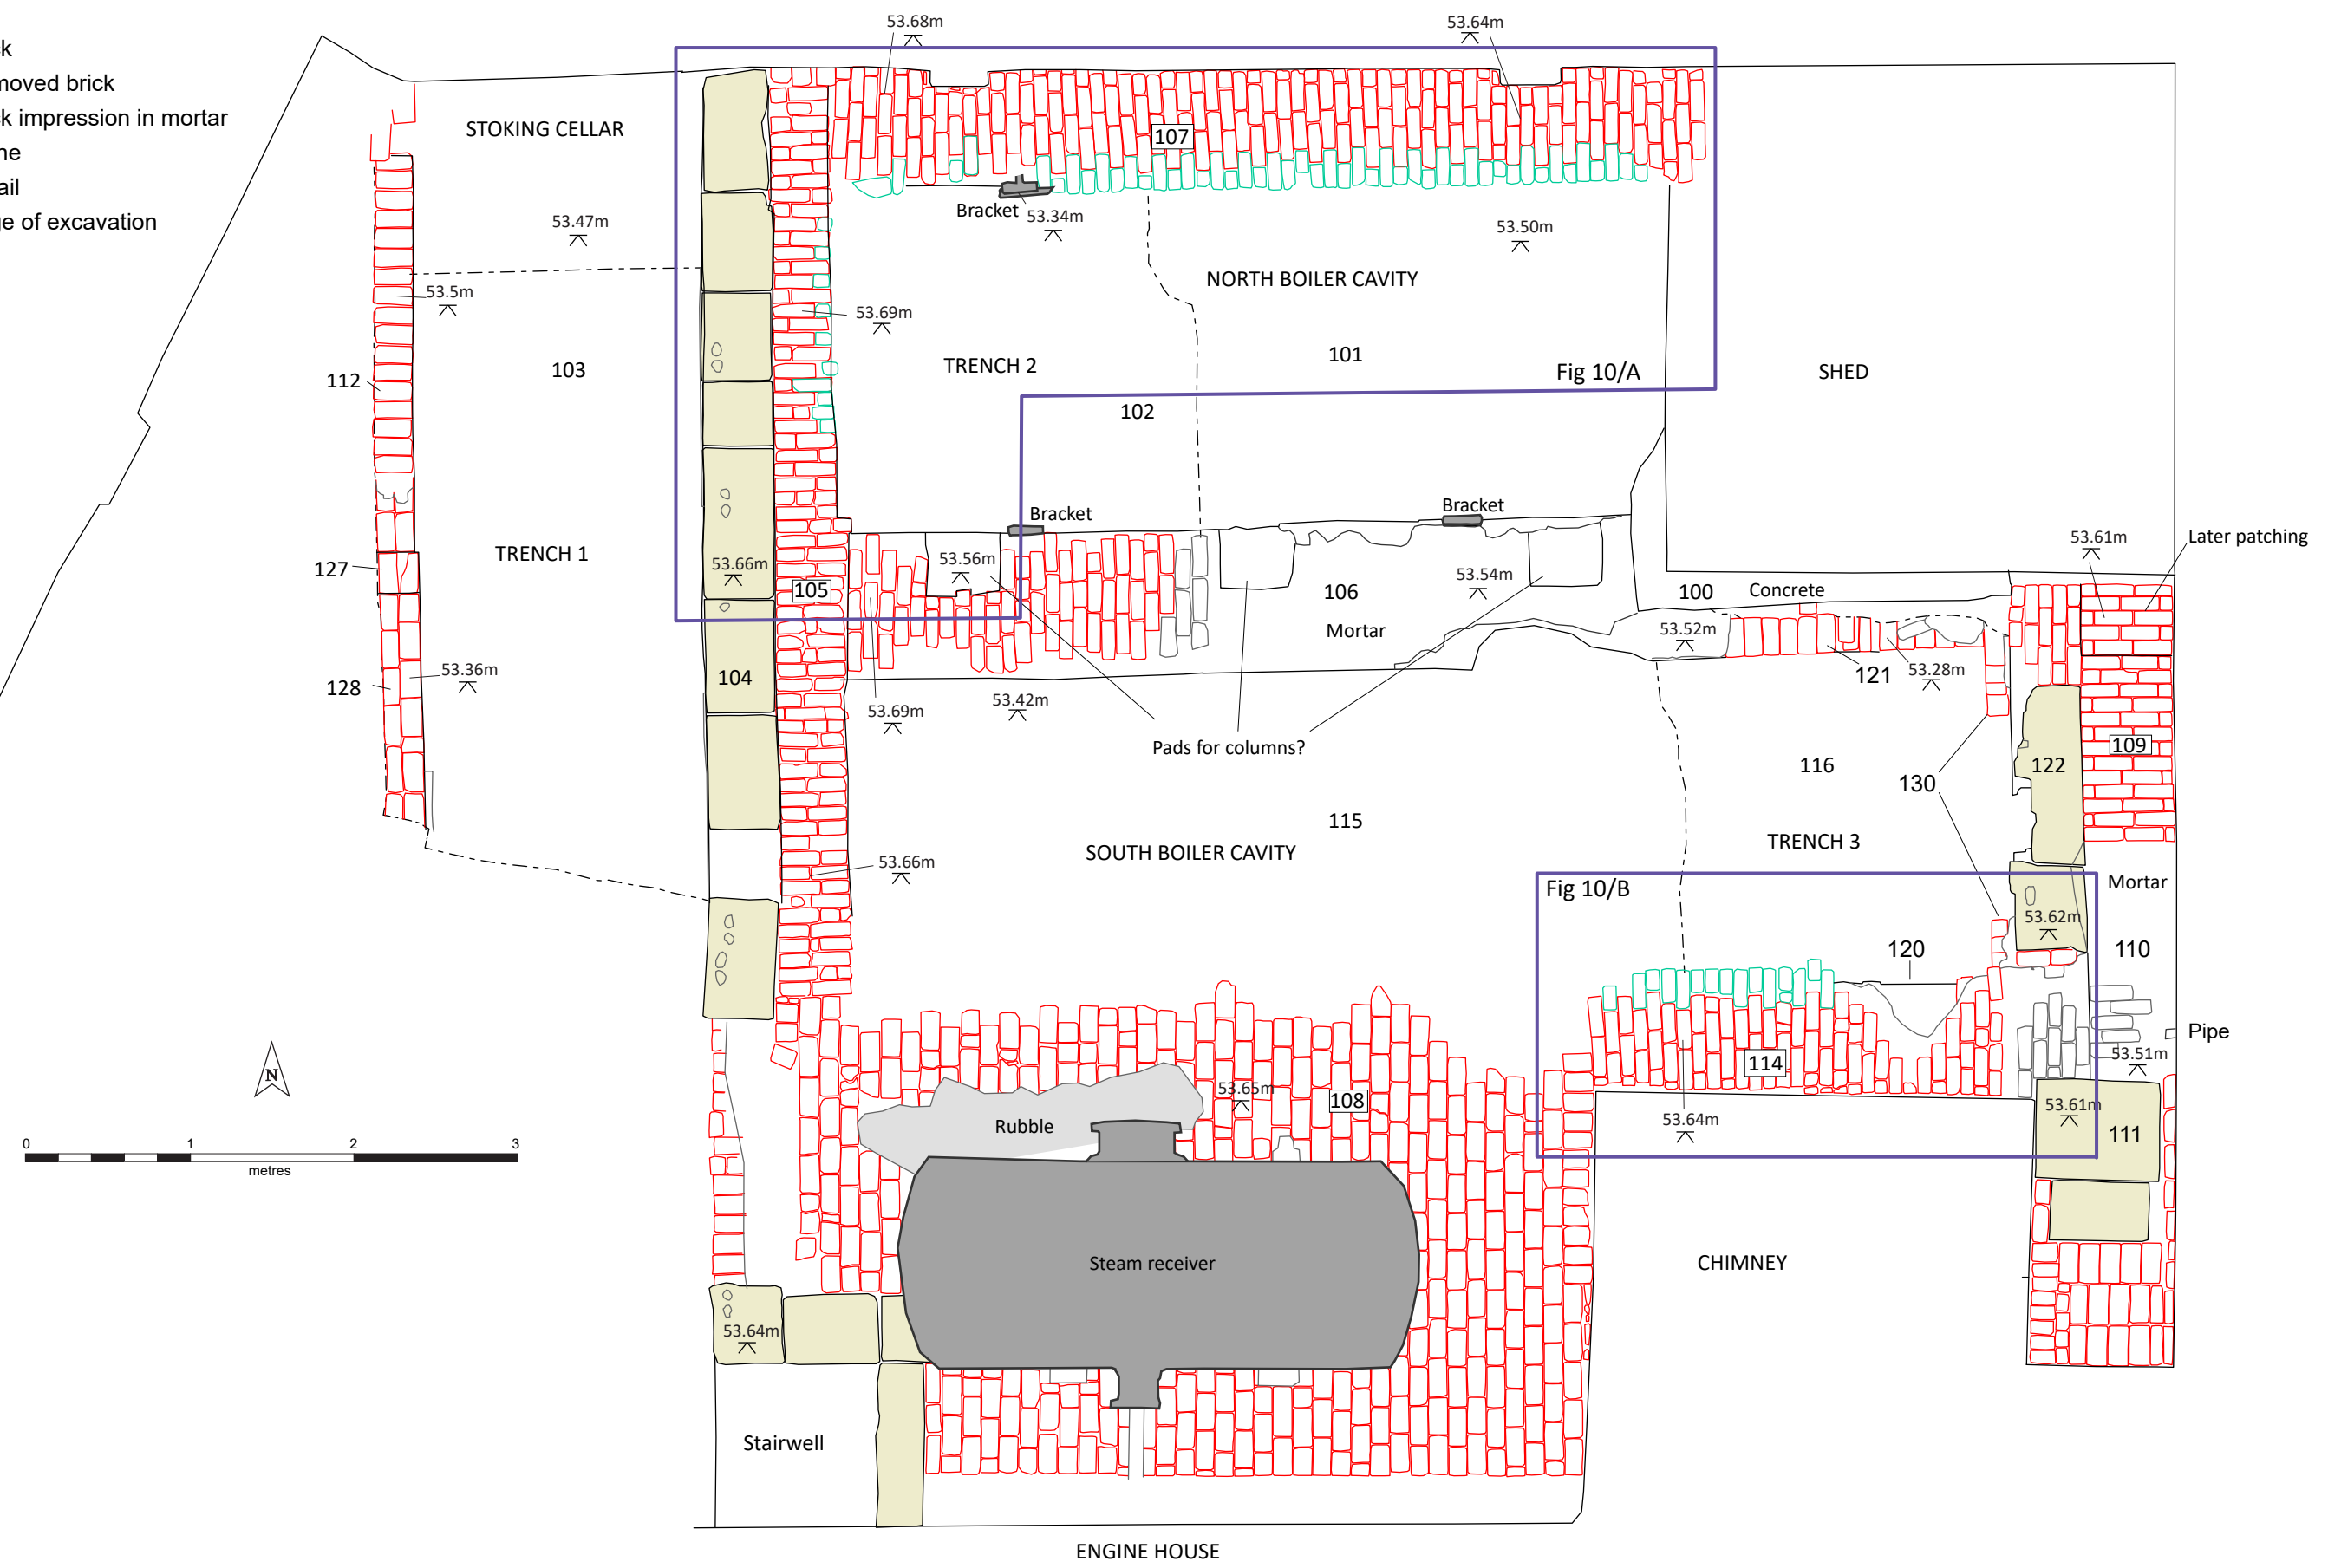 ck
moved brick
ck impression in mortar
ne
ail
ge of excavation
53.68m
53.64m
STOKING CELLAR
107
53.47m
Bracket
53.34m
53.50m
NORTH BOILER CAVITY
53.5m
53.69m
TRENCH 2
101
Fig 10/A
SHED
112
103
102
Bracket
Bracket
53.61m
Later patching
TRENCH 1
127
53.66m
105
53.56m
53.54m
106
Mortar
100
Concrete
53.52m
121
53.28m
128
53.36m
104
53.69m
53.42m
Pads for columns?
109
122
116
130
115
TRENCH 3
SOUTH BOILER CAVITY
53.66m
Fig 10/B
Mortar
53.62m
120
110
N
Pipe
53.51m
114
53.65m
108
53.61m
111
53.64m
Rubble
0 1 2 3
metres
Steam receiver
CHIMNEY
53.64m
Stairwell
ENGINE HOUSE